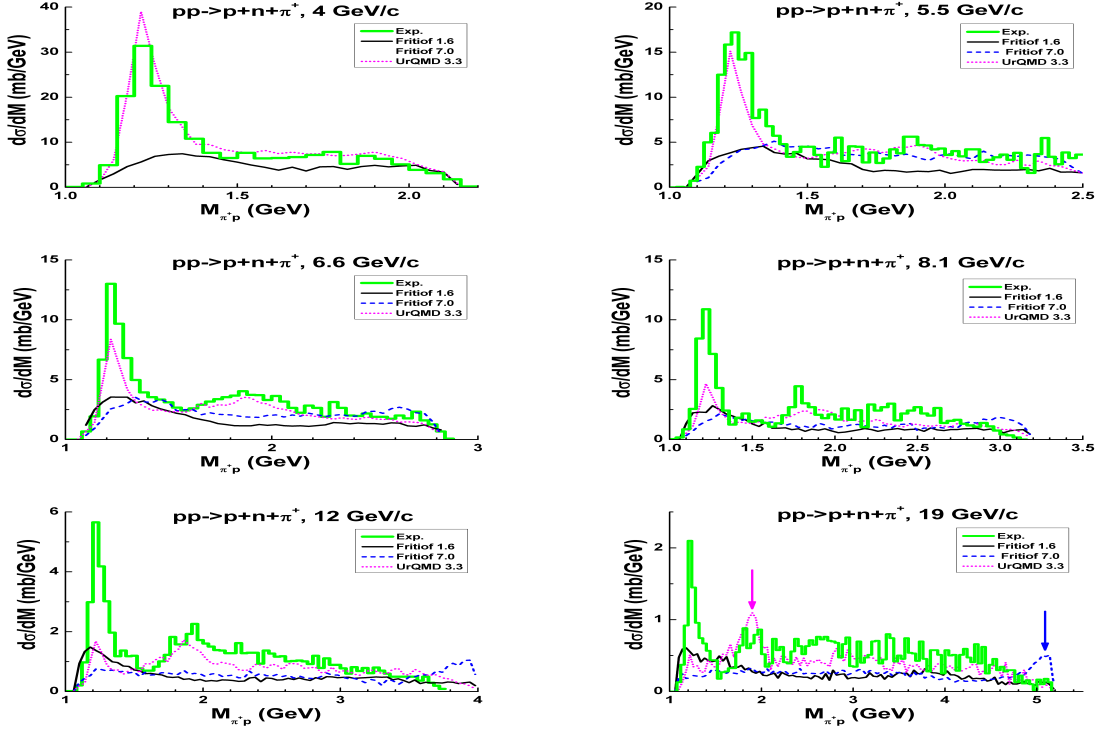 pp->p+n+π⁺, 4 GeV/c
dσ/dM (mb/GeV)
40
30
20
10
0
Exp.
Fritiof 1.6
Fritiof 7.0
UrQMD 3.3
1.0 1.5 2.0
M π⁺p (GeV)
pp->p+n+π⁺, 5.5 GeV/c
dσ/dM (mb/GeV)
20
15
10
5
0
Exp.
Fritiof 1.6
Fritiof 7.0
UrQMD 3.3
1.0 1.5 2.0 2.5
M π⁺p (GeV)
pp->p+n+π⁺, 6.6 GeV/c
dσ/dM (mb/GeV)
15
10
5
0
Exp.
Fritiof 1.6
Fritiof 7.0
UrQMD 3.3
1 2 3
M π⁺p (GeV)
pp->p+n+π⁺, 8.1 GeV/c
dσ/dM (mb/GeV)
15
10
5
0
Exp.
Fritiof 1.6
Fritiof 7.0
UrQMD 3.3
1.0 1.5 2.0 2.5 3.0 3.5
M π⁺p (GeV)
pp->p+n+π⁺, 12 GeV/c
dσ/dM (mb/GeV)
6
4
2
0
Exp.
Fritiof 1.6
Fritiof 7.0
UrQMD 3.3
1 2 3 4
M π⁺p (GeV)
pp->p+n+π⁺, 19 GeV/c
dσ/dM (mb/GeV)
2
1
0
Exp.
Fritiof 1.6
Fritiof 7.0
UrQMD 3.3
1 2 3 4 5
M π⁺p (GeV)